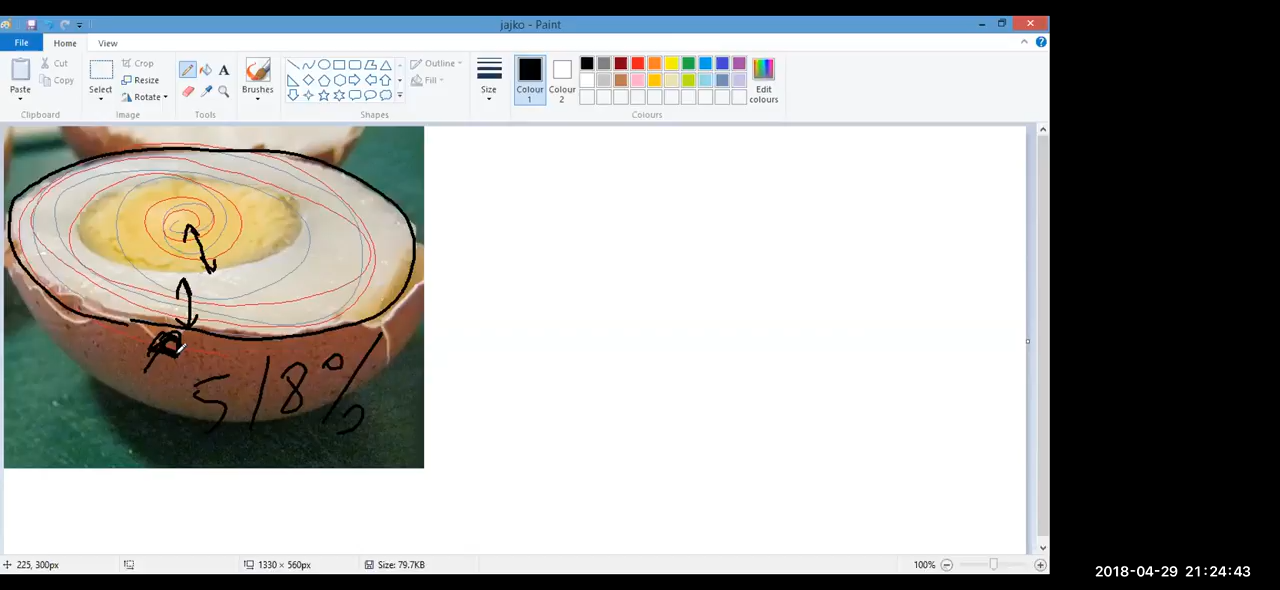 jajko - Paint
File Home View
Cut
Copy
Paste
Clipboard
Crop
Resize
Rotate
Select
Image
A
Tools
Brushes
Outline
Fill
Shapes
Size
Colour 1
Colour 2
Edit colours
Colours
518%
225, 300px
1330 × 560px
Size: 79.7KB
100%
2018-04-29 21:24:43